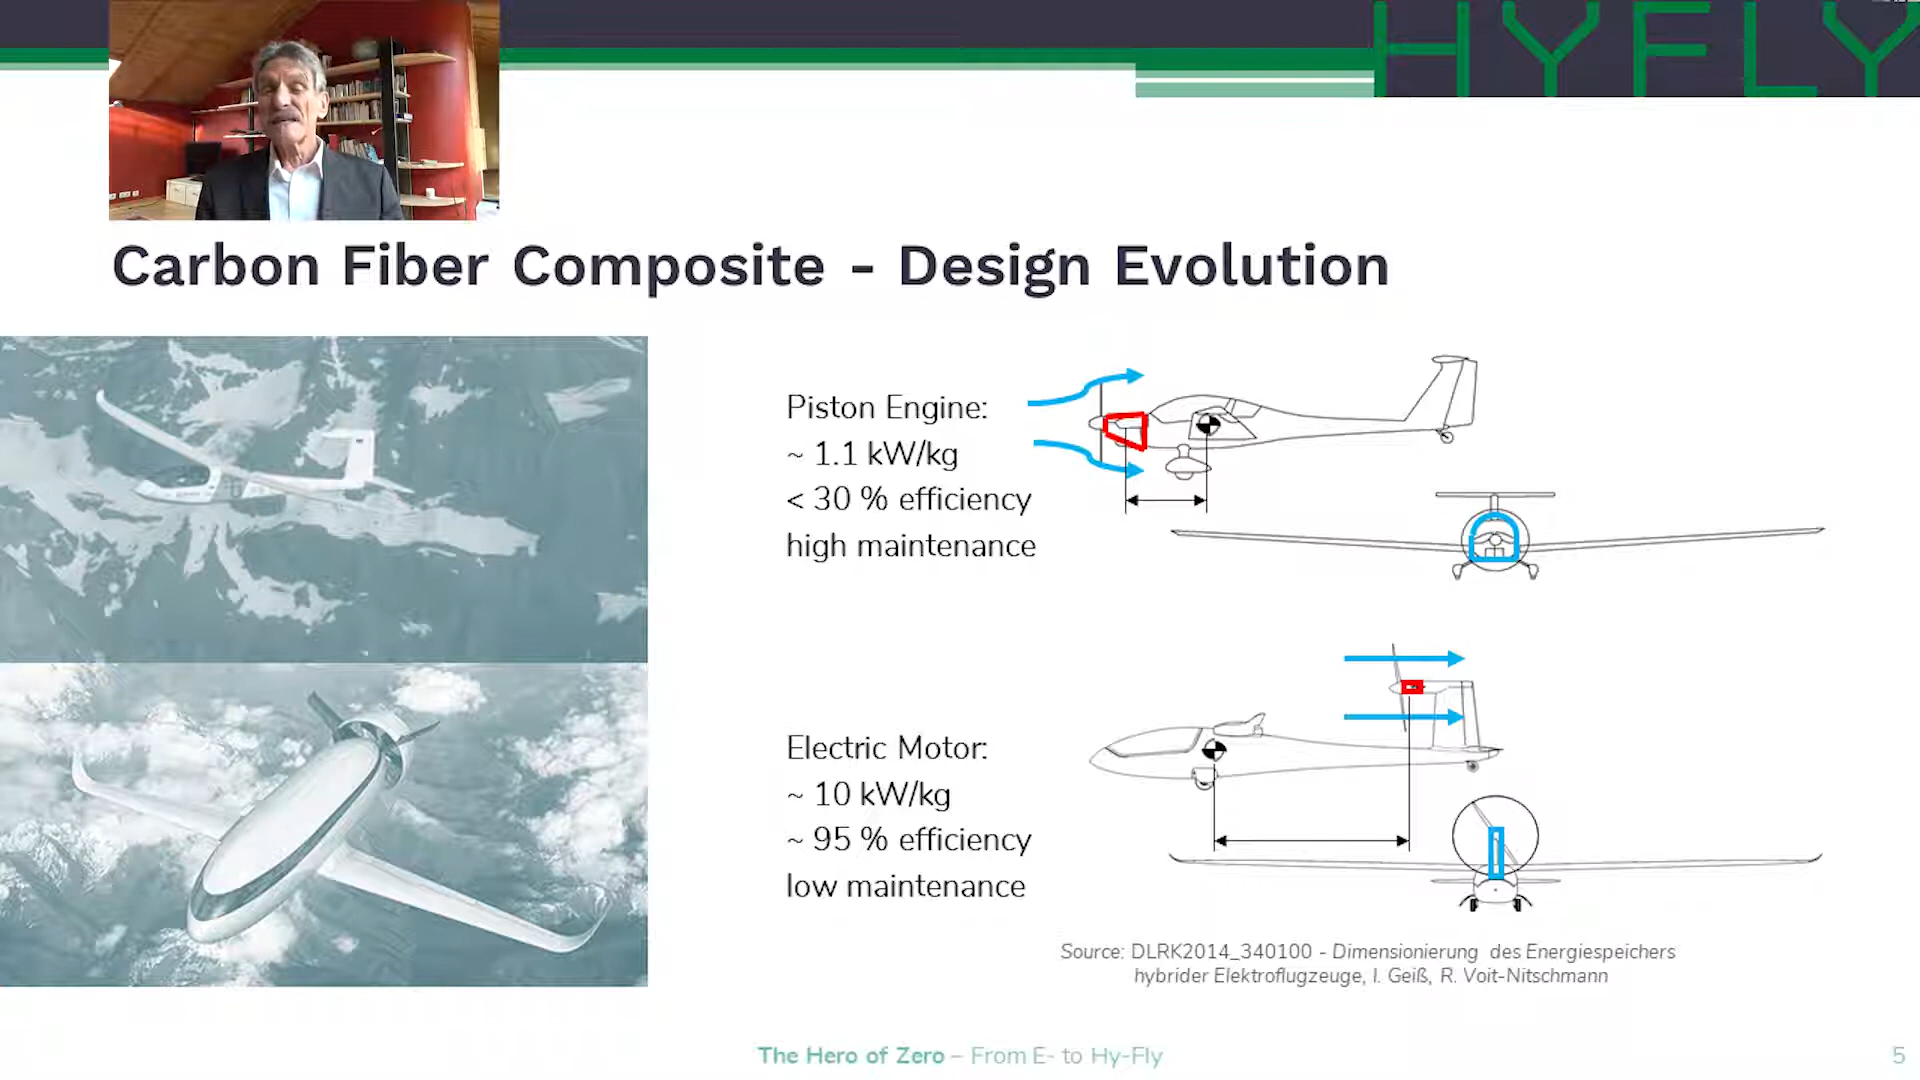 HYFLY
Carbon Fiber Composite - Design Evolution
Piston Engine:
~ 1.1 kW/kg
< 30 % efficiency
high maintenance
Electric Motor:
~ 10 kW/kg
~ 95 % efficiency
low maintenance
Source: DLRK2014_340100 - Dimensionierung des Energiespeichers
hybrider Elektroflugzeuge, I. Geiß, R. Voit-Nitschmann
The Hero of Zero – From E- to Hy-Fly
5